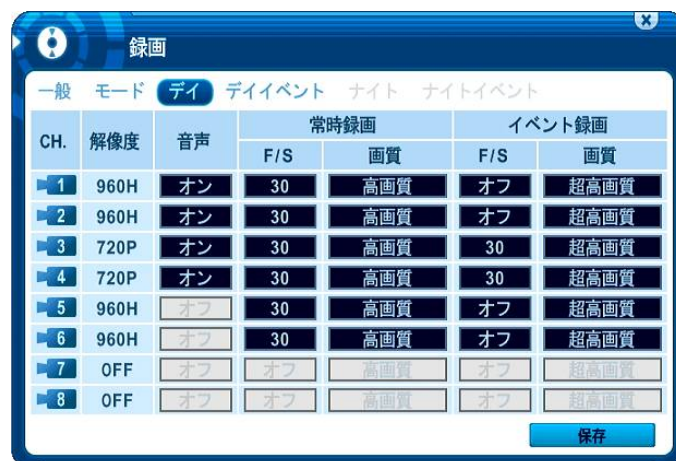 録画
一般 モード デイ デイイベント ナイト ナイトイベント
CH. 解像度 音声 常時録画 イベント録画
F/S 画質 F/S 画質
1 960H オン 30 高画質 オフ 超高画質
2 960H オン 30 高画質 オフ 超高画質
3 720P オン 30 高画質 30 超高画質
4 720P オン 30 高画質 30 超高画質
5 960H オフ 30 高画質 オフ 超高画質
6 960H オフ 30 高画質 オフ 超高画質
7 OFF オフ オフ 高画質 オフ 超高画質
8 OFF オフ オフ 高画質 オフ 超高画質
保存